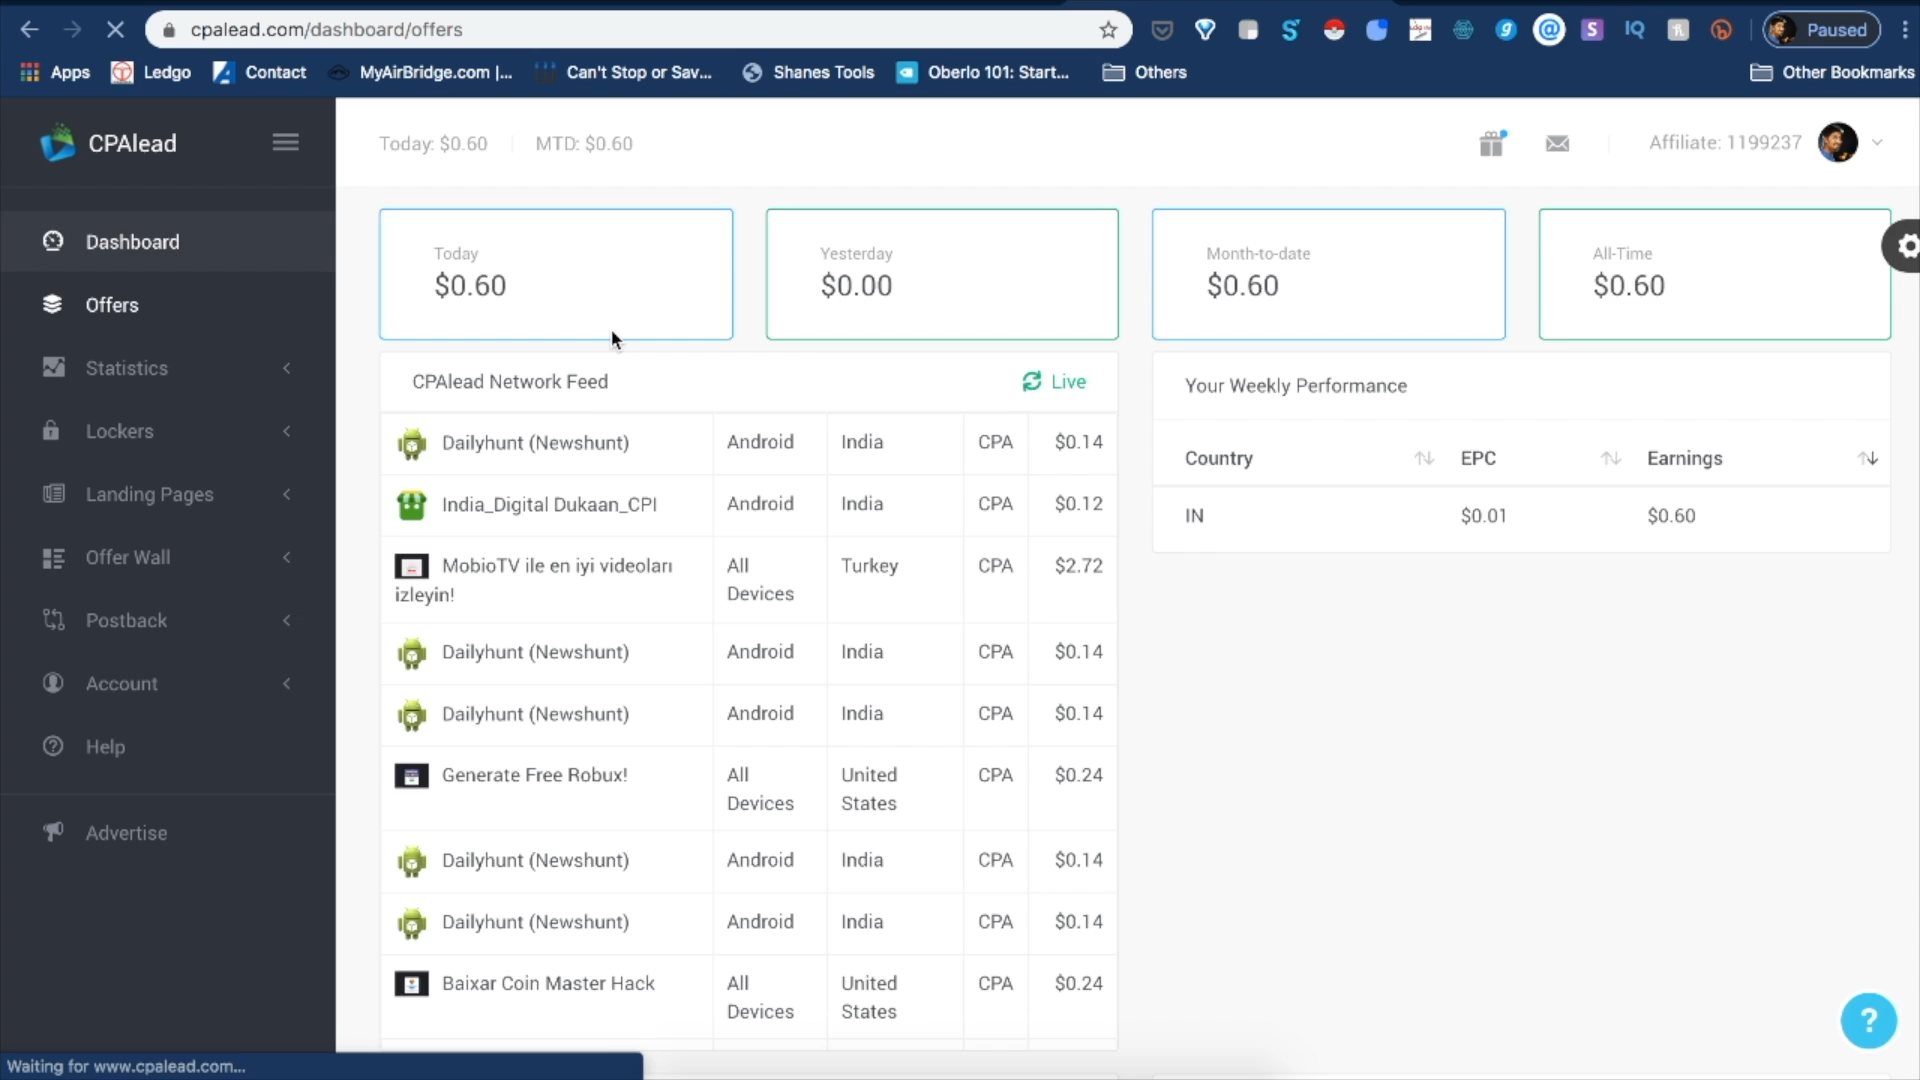 cpalead.com/dashboard/offers
Paused
Apps Ledgo Contact MyAirBridge.com |... Can't Stop or Sav... Shanes Tools Oberlo 101: Start... Others Other Bookmarks
CPAlead
Today: $0.60 MTD: $0.60 Affiliate: 1199237
Dashboard
Offers
Statistics
Lockers
Landing Pages
Offer Wall
Postback
Account
Help
Advertise
Today
$0.60
Yesterday
$0.00
Month-to-date
$0.60
All-Time
$0.60
CPAlead Network Feed Live
Dailyhunt (Newshunt) Android India CPA $0.14
India_Digital Dukaan_CPI Android India CPA $0.12
MobioTV ile en iyi videoları izleyin! All Devices Turkey CPA $2.72
Dailyhunt (Newshunt) Android India CPA $0.14
Dailyhunt (Newshunt) Android India CPA $0.14
Generate Free Robux! All Devices United States CPA $0.24
Dailyhunt (Newshunt) Android India CPA $0.14
Dailyhunt (Newshunt) Android India CPA $0.14
Baixar Coin Master Hack All Devices United States CPA $0.24
Your Weekly Performance
Country EPC Earnings
IN $0.01 $0.60
?
Waiting for www.cpalead.com...